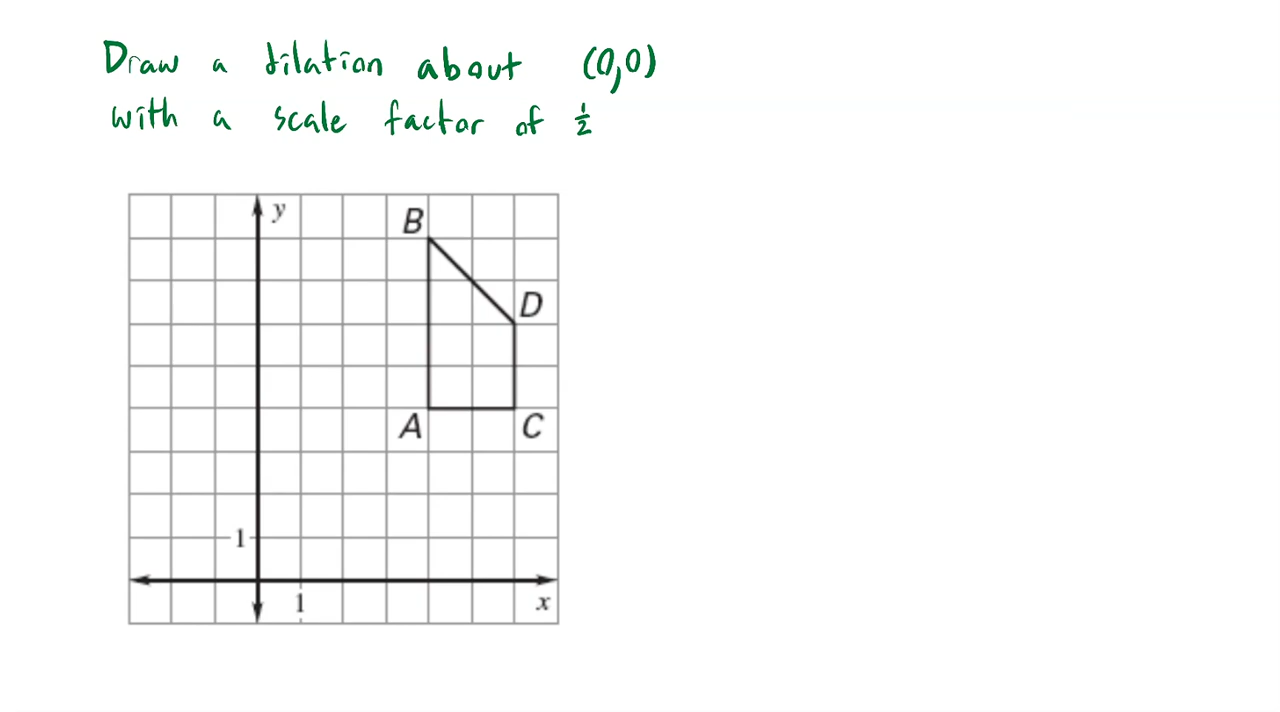 Draw a dilation about (0,0)
with a scale factor of 1/2
y
B
D
A
C
1
1
x